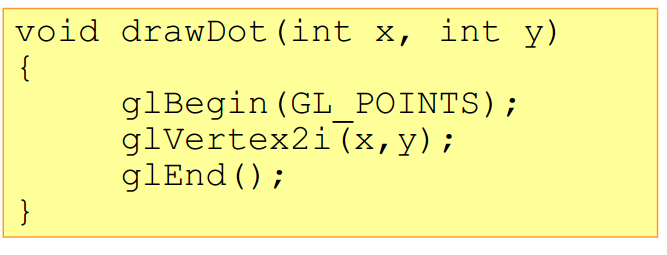 void drawDot(int x, int y)
{
glBegin(GL_POINTS);
glVertex2i(x,y);
glEnd();
}